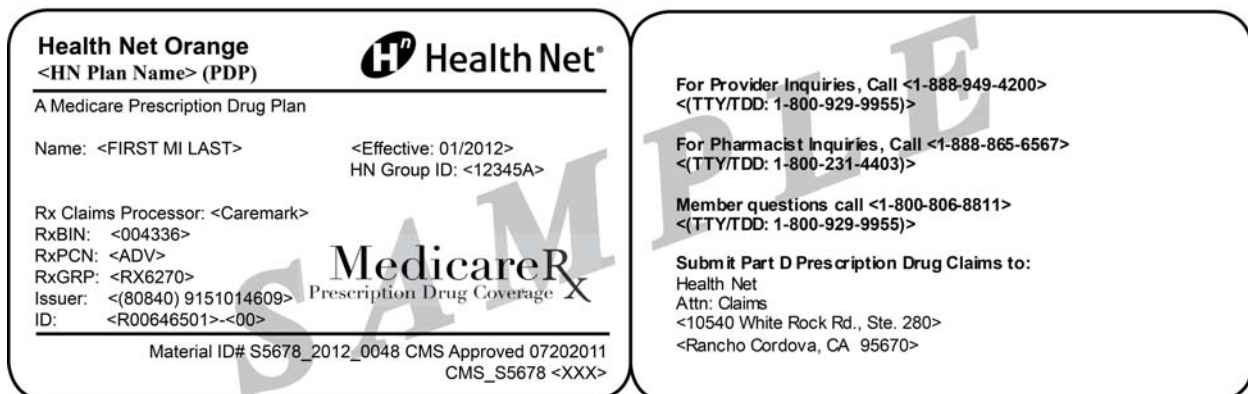 Health Net Orange
<HN Plan Name> (PDP)
Hn Health Net®
A Medicare Prescription Drug Plan
Name: <FIRST MI LAST>
<Effective: 01/2012>
HN Group ID: <12345A>
Rx Claims Processor: <Caremark>
RxBIN: <004336>
RxPCN: <ADV>
RxGRP: <RX6270>
Issuer: <(80840) 9151014609>
ID: <R00646501>-<00>
MedicareRx
Prescription Drug Coverage
Material ID# S5678_2012_0048 CMS Approved 07202011
CMS_S5678 <XXX>
For Provider Inquiries, Call <1-888-949-4200>
<(TTY/TDD: 1-800-929-9955)>
For Pharmacist Inquiries, Call <1-888-865-6567>
<(TTY/TDD: 1-800-231-4403)>
Member questions call <1-800-806-8811>
<(TTY/TDD: 1-800-929-9955)>
Submit Part D Prescription Drug Claims to:
Health Net
Attn: Claims
<10540 White Rock Rd., Ste. 280>
<Rancho Cordova, CA 95670>
SAMPLE